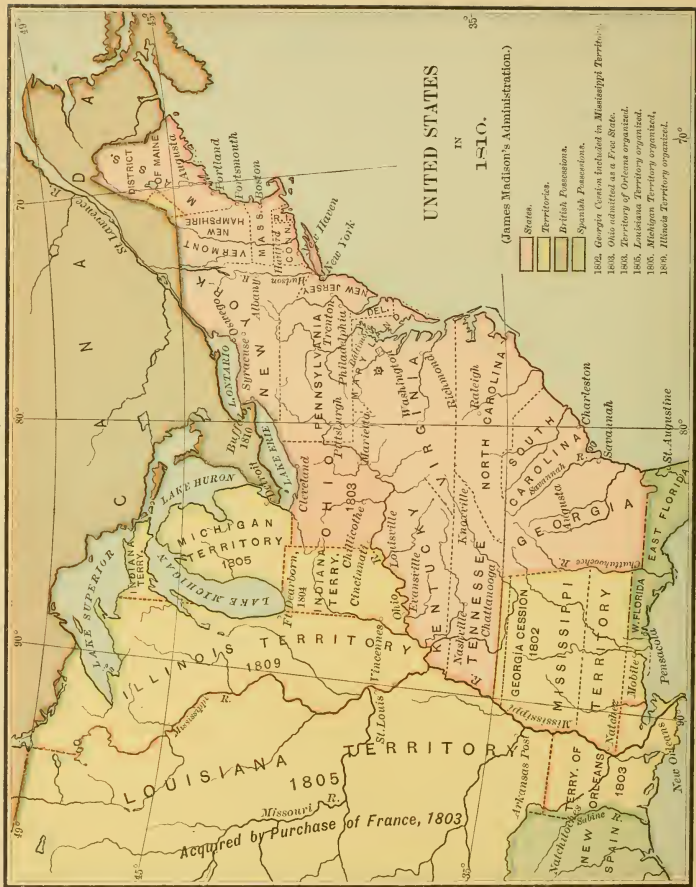 UNITED STATES
IN
1810.
(James Madison's Administration.)
States.
Territories.
British Possessions.
Spanish Possessions.
1802. Georgia Cession included in Mississippi Territory.
1803. Ohio admitted as a Free State.
1803. Territory of Orleans organized.
1805. Louisiana Territory organized.
1805. Michigan Territory organized.
1809. Illinois Territory organized.
49°
45°
35°
90°
80°
70°
CANADA
St. Lawrence R.
DISTRICT
OF MAINE
MASS
Augusta
Portland
Portsmouth
Boston
NEW
HAMPSHIRE
VERMONT
MASS.
R.I.
CONN.
Hartford
New Haven
New York
NEW YORK
Hudson R.
Albany
Oswego
Syracuse
Buffalo
1810
L. ONTARIO
LAKE ERIE
LAKE HURON
LAKE SUPERIOR
LAKE MICHIGAN
Detroit
MICHIGAN
TERRITORY
1805
INDIANA
TERRY.
NEW JERSEY
Trenton
PENNSYLVANIA
Philadelphia
Pittsburgh
DEL.
MARYLAND
Baltimore
Washington
OHIO
1803
Cleveland
Marietta
Chillicothe
Cincinnati
INDIANA
TERRY.
Ft. Dearborn
1804
ILLINOIS TERRITORY
1809
Vincennes
Mississippi R.
VIRGINIA
Richmond
KENTUCKY
Louisville
Evansville
Ohio R.
NORTH CAROLINA
Raleigh
TENNESSEE
Knoxville
Nashville
Chattanooga
SOUTH
CAROLINA
Charleston
Savannah R.
Savannah
Augusta
GEORGIA
Chattahoochee R.
St. Augustine
EAST FLORIDA
W. FLORIDA
Pensacola
Mobile
GEORGIA CESSION
1802
MISSISSIPPI
TERRITORY
Natchez
Mississippi R.
LOUISIANA TERRITORY
1805
St. Louis
Missouri R.
Acquired by Purchase of France, 1803
Arkansas Post
TERRY. OF
ORLEANS
1803
New Orleans
Natchitoches
Sabine R.
NEW
SPAIN